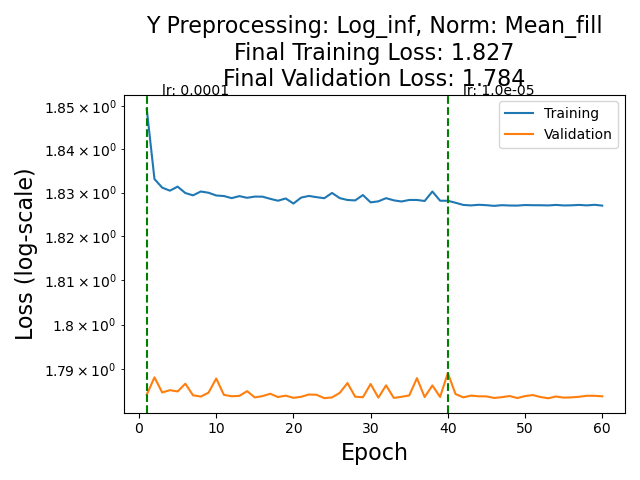 Y Preprocessing: Log_inf, Norm: Mean_fill
Final Training Loss: 1.827
Final Validation Loss: 1.784
lr: 0.0001
lr: 1.0e-05
Training
Validation
1.85 × 10⁰
1.84 × 10⁰
1.83 × 10⁰
1.82 × 10⁰
1.81 × 10⁰
1.8 × 10⁰
1.79 × 10⁰
Loss (log-scale)
0 10 20 30 40 50 60
Epoch